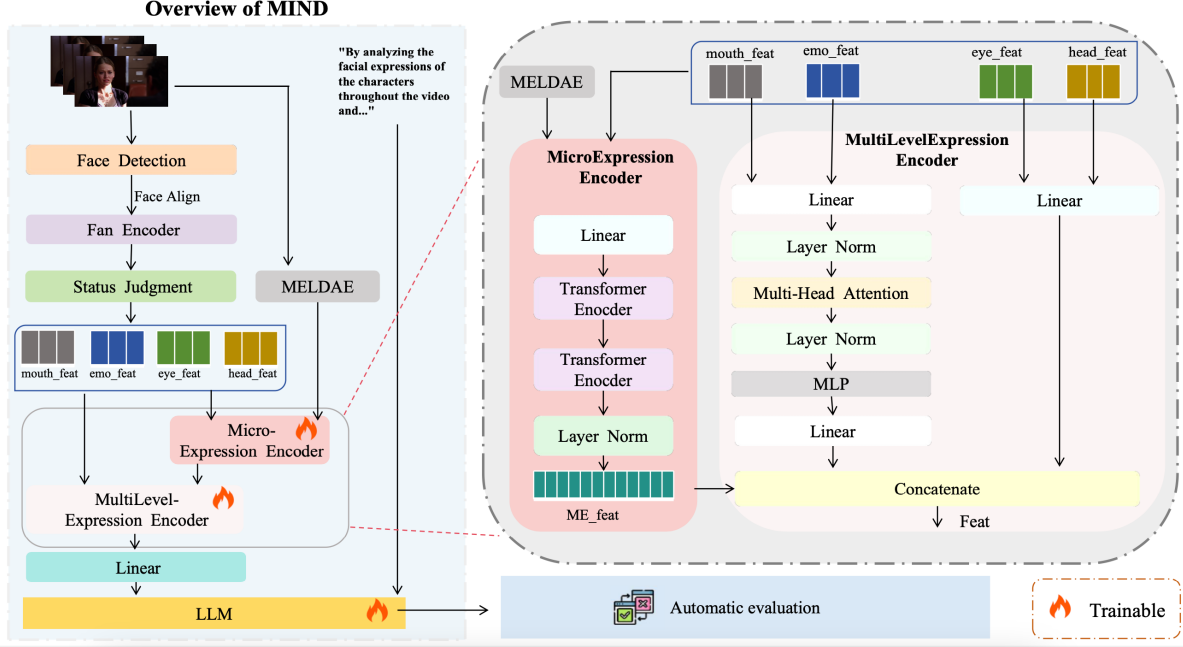 Overview of MIND
"By analyzing the
facial expressions of
the characters
throughout the video
and..."
Face Detection
Face Align
Fan Encoder
Status Judgment
MELDAE
mouth_feat
emo_feat
eye_feat
head_feat
Micro-
Expression Encoder
MultiLevel-
Expression Encoder
Linear
LLM
MELDAE
mouth_feat
emo_feat
eye_feat
head_feat
MicroExpression
Encoder
Linear
Transformer
Enocder
Transformer
Enocder
Layer Norm
ME_feat
MultiLevelExpression
Encoder
Linear
Layer Norm
Multi-Head Attention
Layer Norm
MLP
Linear
Linear
Concatenate
Feat
Automatic evaluation
Trainable